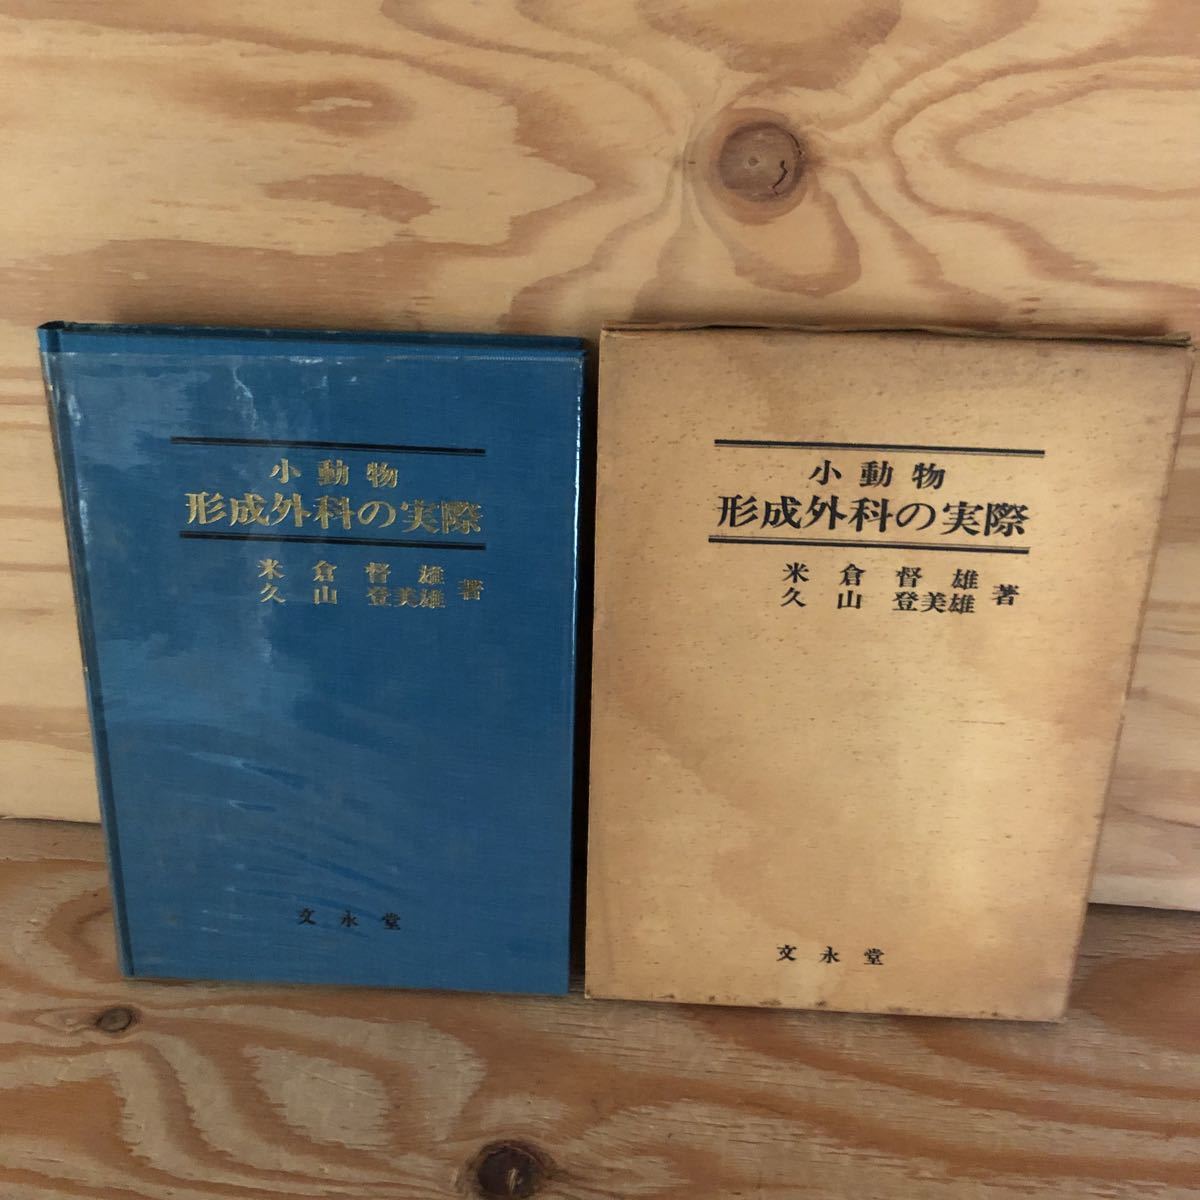 小動物
形成外科の実際
米倉督雄
久山登美雄 著
文永堂
小動物
形成外科の実際
米倉督雄
久山登美雄 著
文永堂